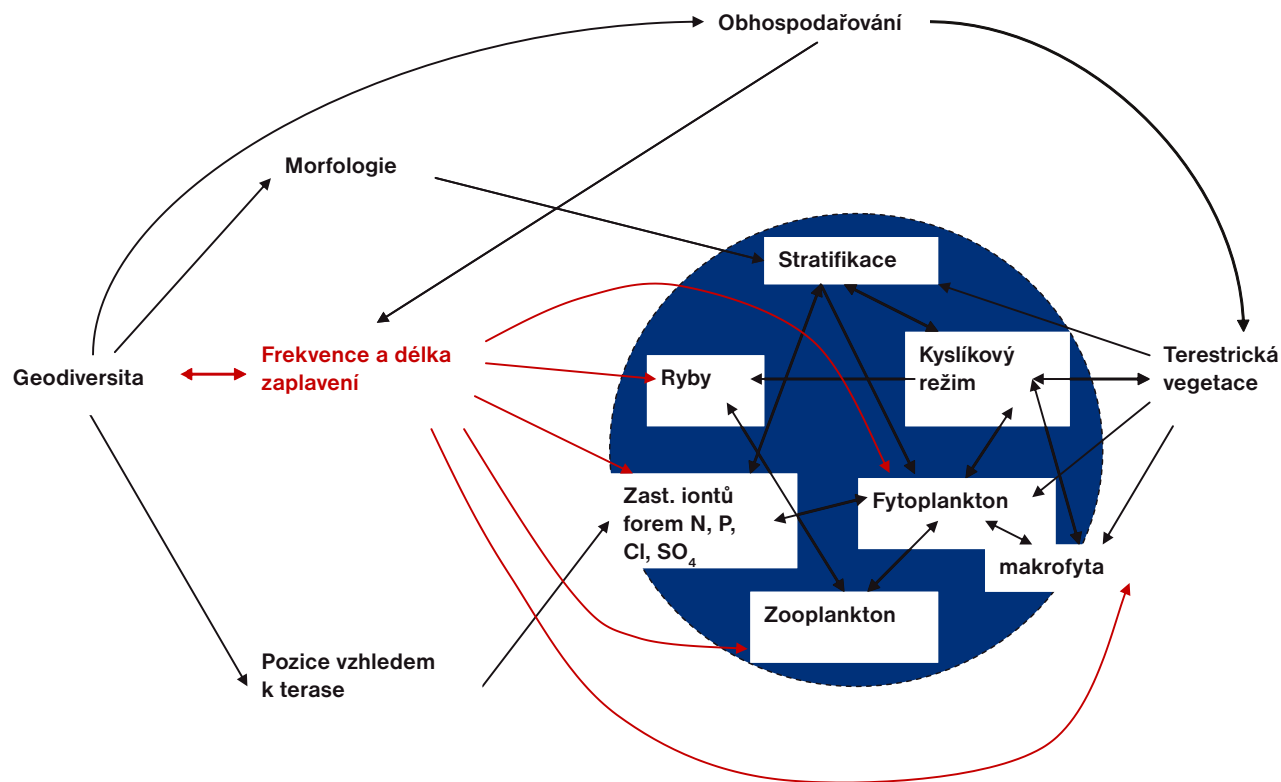 Obhospodařování
Morfologie
Stratifikace
Geodiversita
Frekvence a délka
zaplavení
Ryby
Kyslíkový
režim
Terestrická
vegetace
Zast. iontů
forem N, P,
Cl, SO₄
Fytoplankton
makrofyta
Zooplankton
Pozice vzhledem
k terase